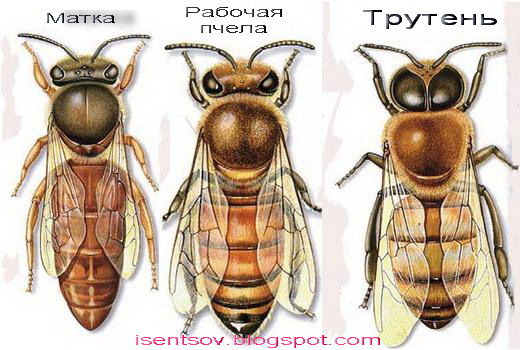 Матка
Рабочая
пчела
Трутень
isentsov.blogspot.com